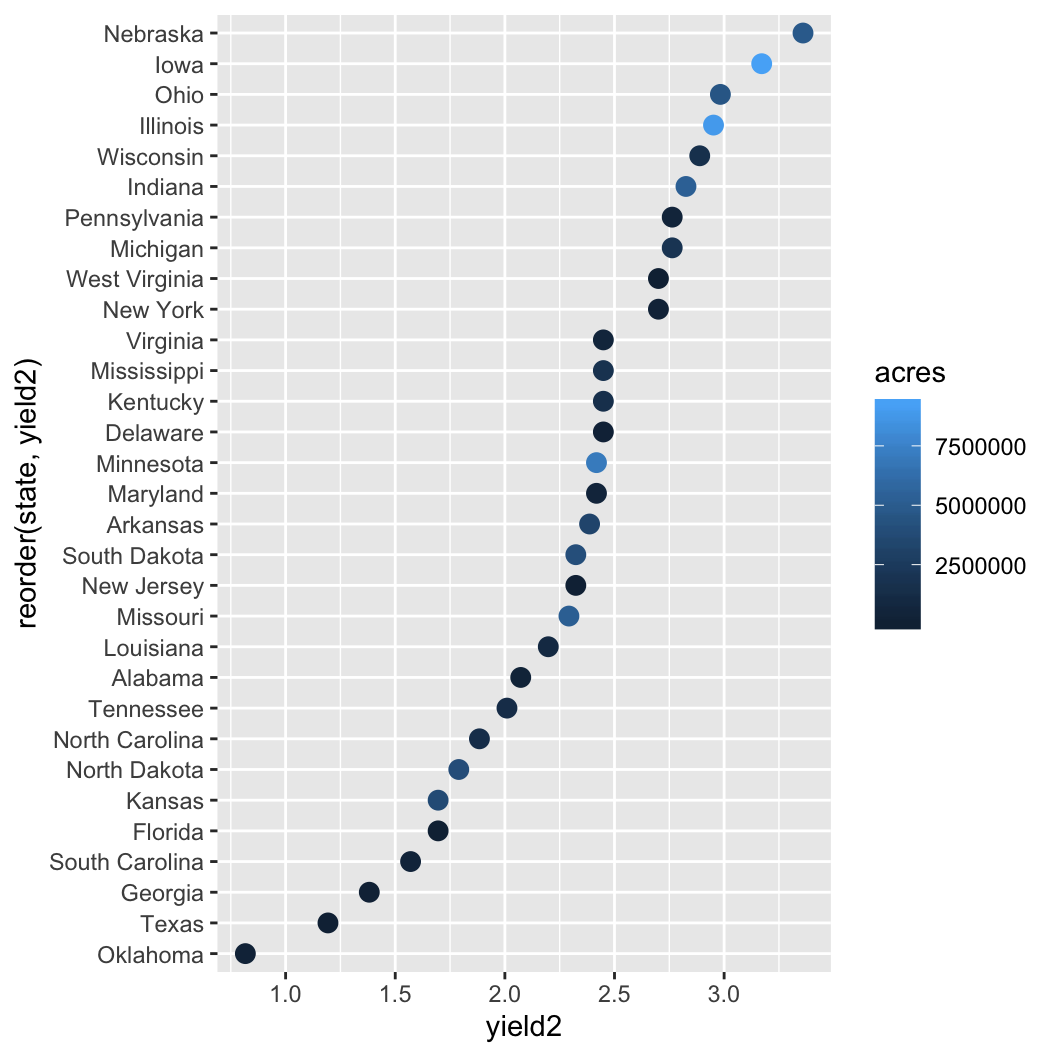 Nebraska
Iowa
Ohio
Illinois
Wisconsin
Indiana
Pennsylvania
Michigan
West Virginia
New York
Virginia
Mississippi
Kentucky
Delaware
Minnesota
Maryland
Arkansas
South Dakota
New Jersey
Missouri
Louisiana
Alabama
Tennessee
North Carolina
North Dakota
Kansas
Florida
South Carolina
Georgia
Texas
Oklahoma
reorder(state, yield2)
1.0 1.5 2.0 2.5 3.0
yield2
acres
7500000
5000000
2500000